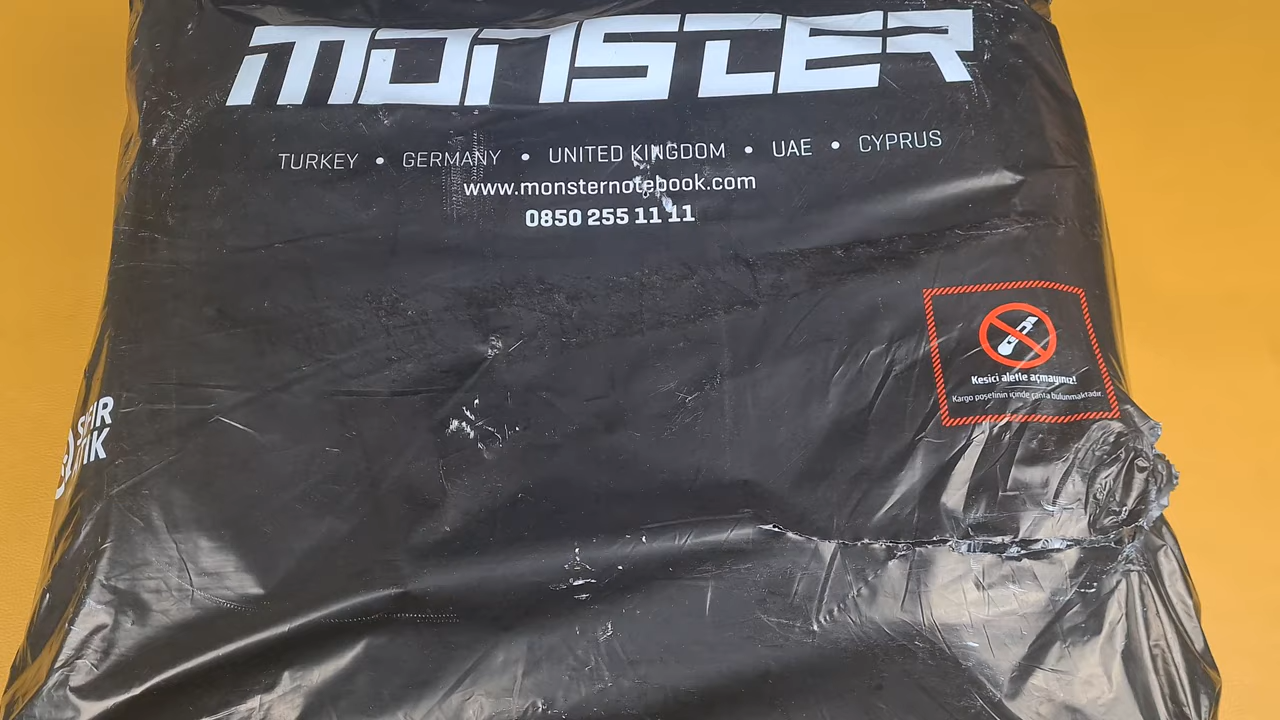 MONSTER
TURKEY • GERMANY • UNITED KINGDOM • UAE • CYPRUS
www.monsternotebook.com
0850 255 11 11
Kesici aletle açmayınız!
Kargo poşetinin içinde çanta bulunmaktadır.